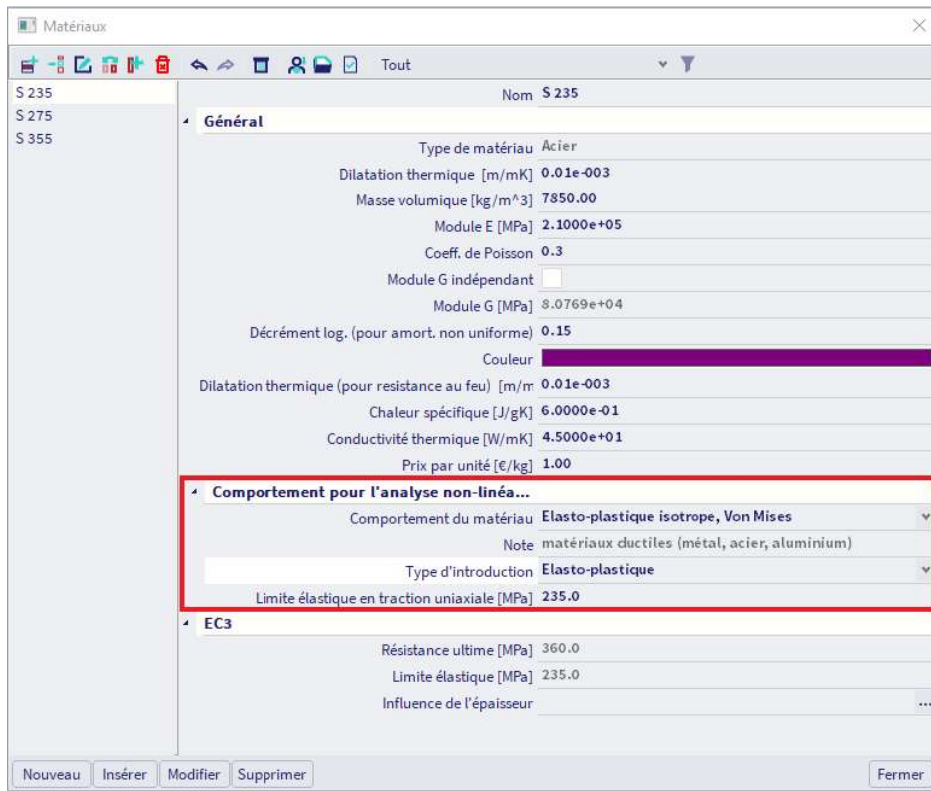 Matériaux
Tout
S 235
S 275
S 355
Nom S 235
Général
Type de matériau Acier
Dilatation thermique [m/mK] 0.01e-003
Masse volumique [kg/m^3] 7850.00
Module E [MPa] 2.1000e+05
Coeff. de Poisson 0.3
Module G indépendant
Module G [MPa] 8.0769e+04
Décrément log. (pour amort. non uniforme) 0.15
Couleur
Dilatation thermique (pour resistance au feu) [m/m 0.01e-003
Chaleur spécifique [J/gK] 6.0000e-01
Conductivité thermique [W/mK] 4.5000e+01
Prix par unité [€/kg] 1.00
Comportement pour l'analyse non-linéa...
Comportement du matériau Elasto-plastique isotrope, Von Mises
Note matériaux ductiles (métal, acier, aluminium)
Type d'introduction Elasto-plastique
Limite élastique en traction uniaxiale [MPa] 235.0
EC3
Résistance ultime [MPa] 360.0
Limite élastique [MPa] 235.0
Influence de l'épaisseur ...
Nouveau Insérer Modifier Supprimer Fermer